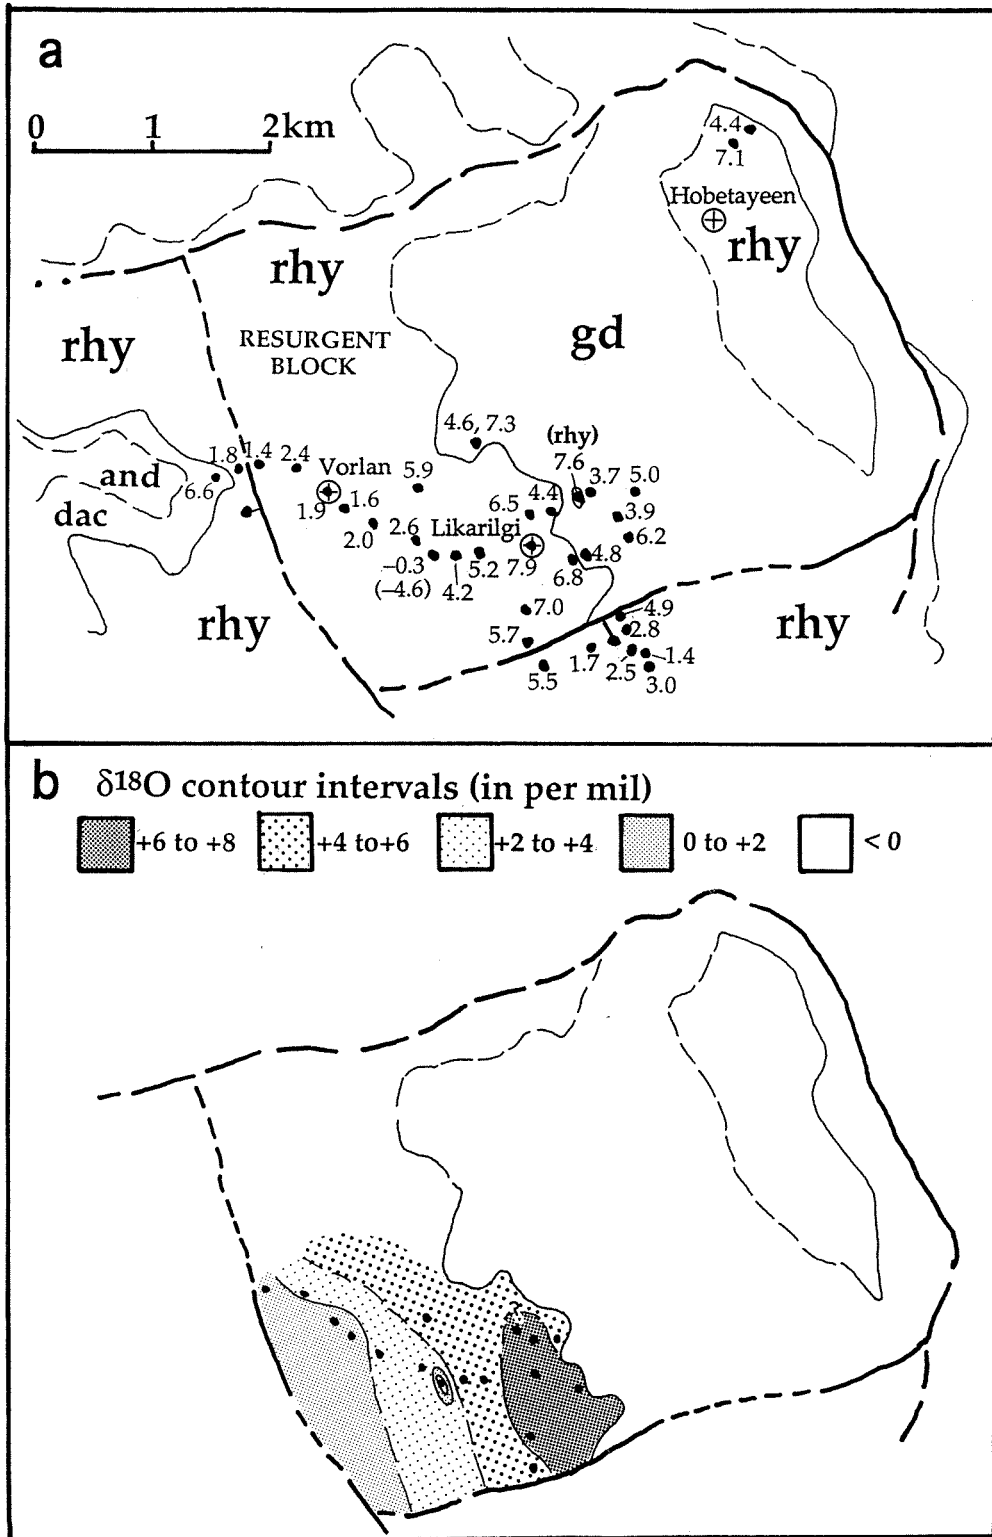 a
0 1 2km
4.4
7.1
Hobetayeen
rhy
rhy
rhy
RESURGENT
BLOCK
gd
4.6, 7.3
(rhy)
7.6
3.7
5.0
1.8
1.4
2.4
Vorlan
5.9
and
6.6
dac
1.9
1.6
6.5
4.4
3.9
2.0
2.6
Likarilgi
6.2
−0.3
(−4.6)
4.2
5.2
7.9
6.8
4.8
rhy
7.0
4.9
rhy
5.7
2.8
5.5
1.7
2.5
1.4
3.0
b
δ18O contour intervals (in per mil)
+6 to +8
+4 to+6
+2 to +4
0 to +2
< 0